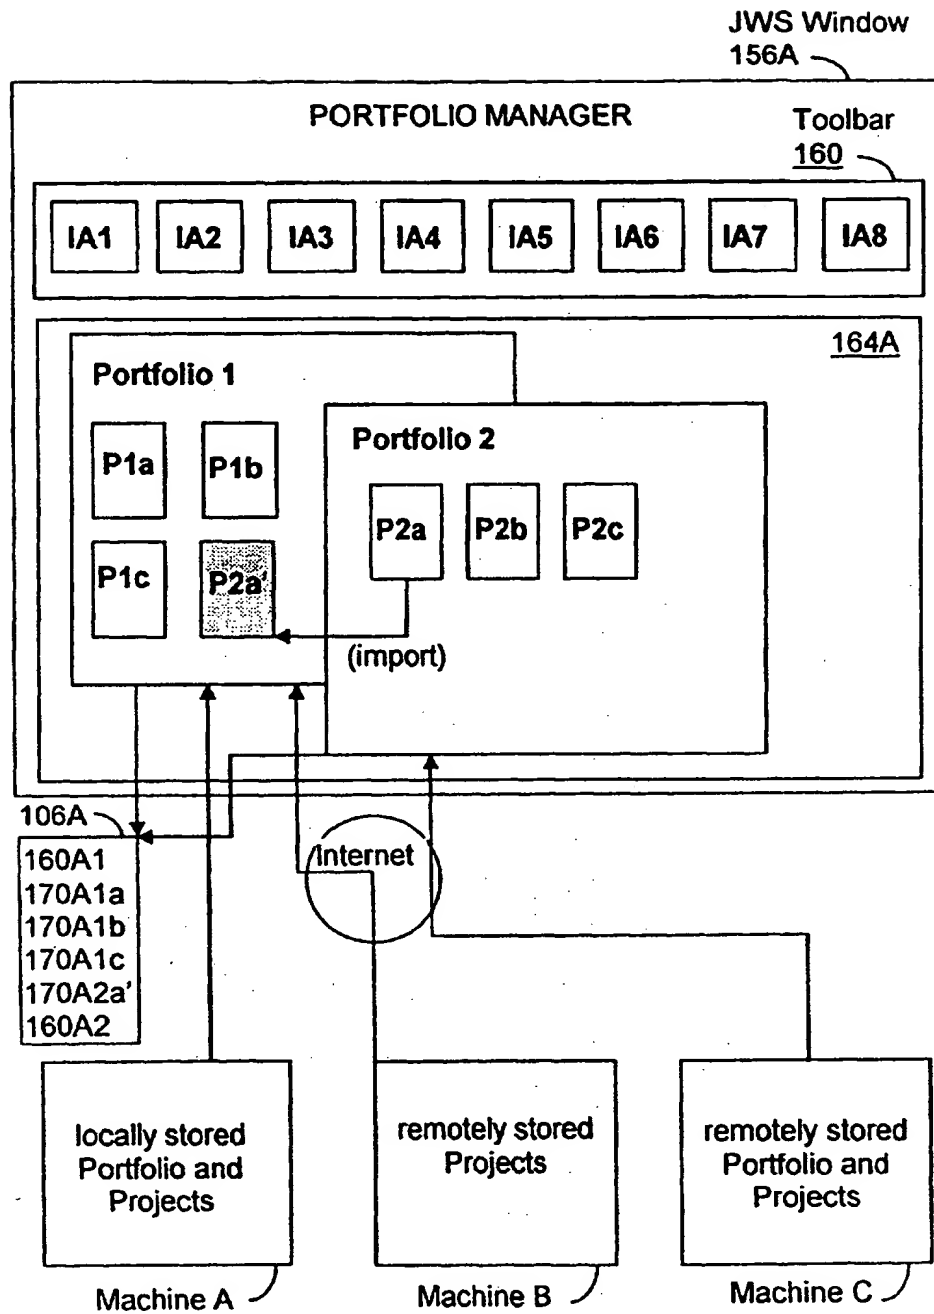 JWS Window
156A
PORTFOLIO MANAGER
Toolbar
160
IA1 IA2 IA3 IA4 IA5 IA6 IA7 IA8
164A
Portfolio 1
P1a P1b
P1c P2a'
Portfolio 2
P2a P2b P2c
(import)
106A
160A1
170A1a
170A1b
170A1c
170A2a'
160A2
Internet
locally stored
Portfolio and
Projects
remotely stored
Projects
remotely stored
Portfolio and
Projects
Machine A
Machine B
Machine C